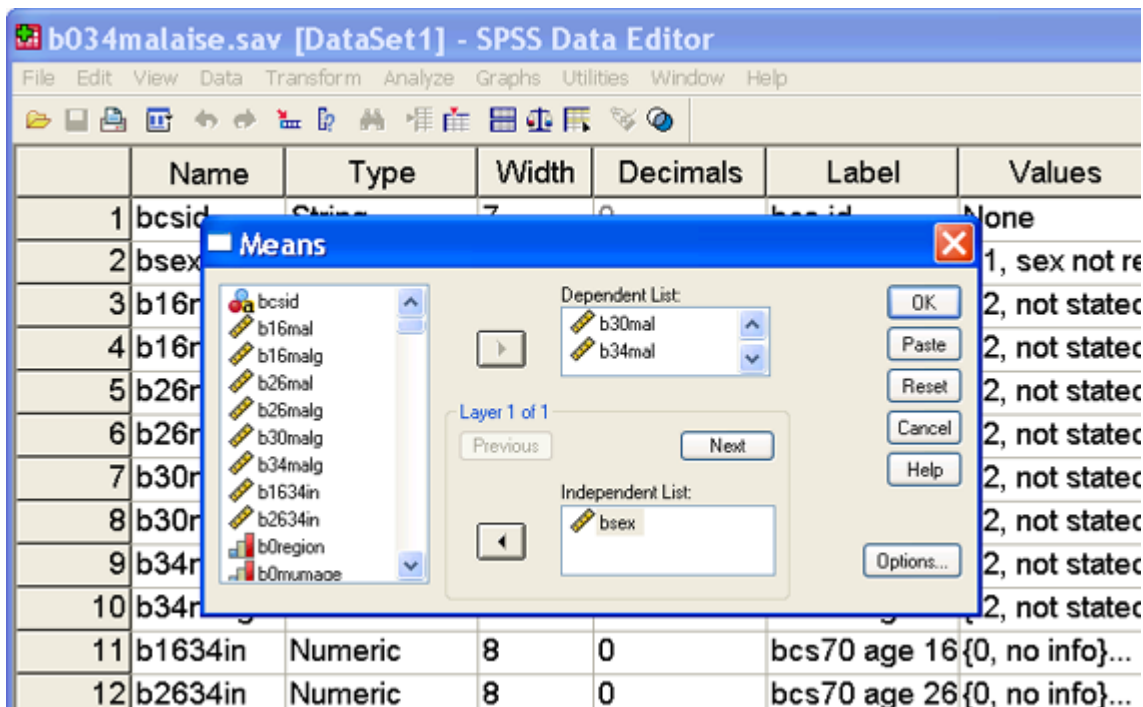 b034malaise.sav [DataSet1] - SPSS Data Editor
File Edit View Data Transform Analyze Graphs Utilities Window Help
Name Type Width Decimals Label Values
1 bcsid String 7 0 bcs id None
2 bsex 1, sex not re
3 b16r 2, not stated
4 b16r 2, not stated
5 b26r 2, not stated
6 b26r 2, not stated
7 b30r 2, not stated
8 b30r 2, not stated
9 b34r 2, not stated
10 b34r 2, not stated
11 b1634in Numeric 8 0 bcs70 age 16 {0, no info}...
12 b2634in Numeric 8 0 bcs70 age 26 {0, no info}...
Means
bcsid
b16mal
b16malg
b26mal
b26malg
b30malg
b34malg
b1634in
b2634in
b0region
b0mumage
Dependent List:
b30mal
b34mal
Layer 1 of 1
Previous Next
Independent List:
bsex
OK
Paste
Reset
Cancel
Help
Options...